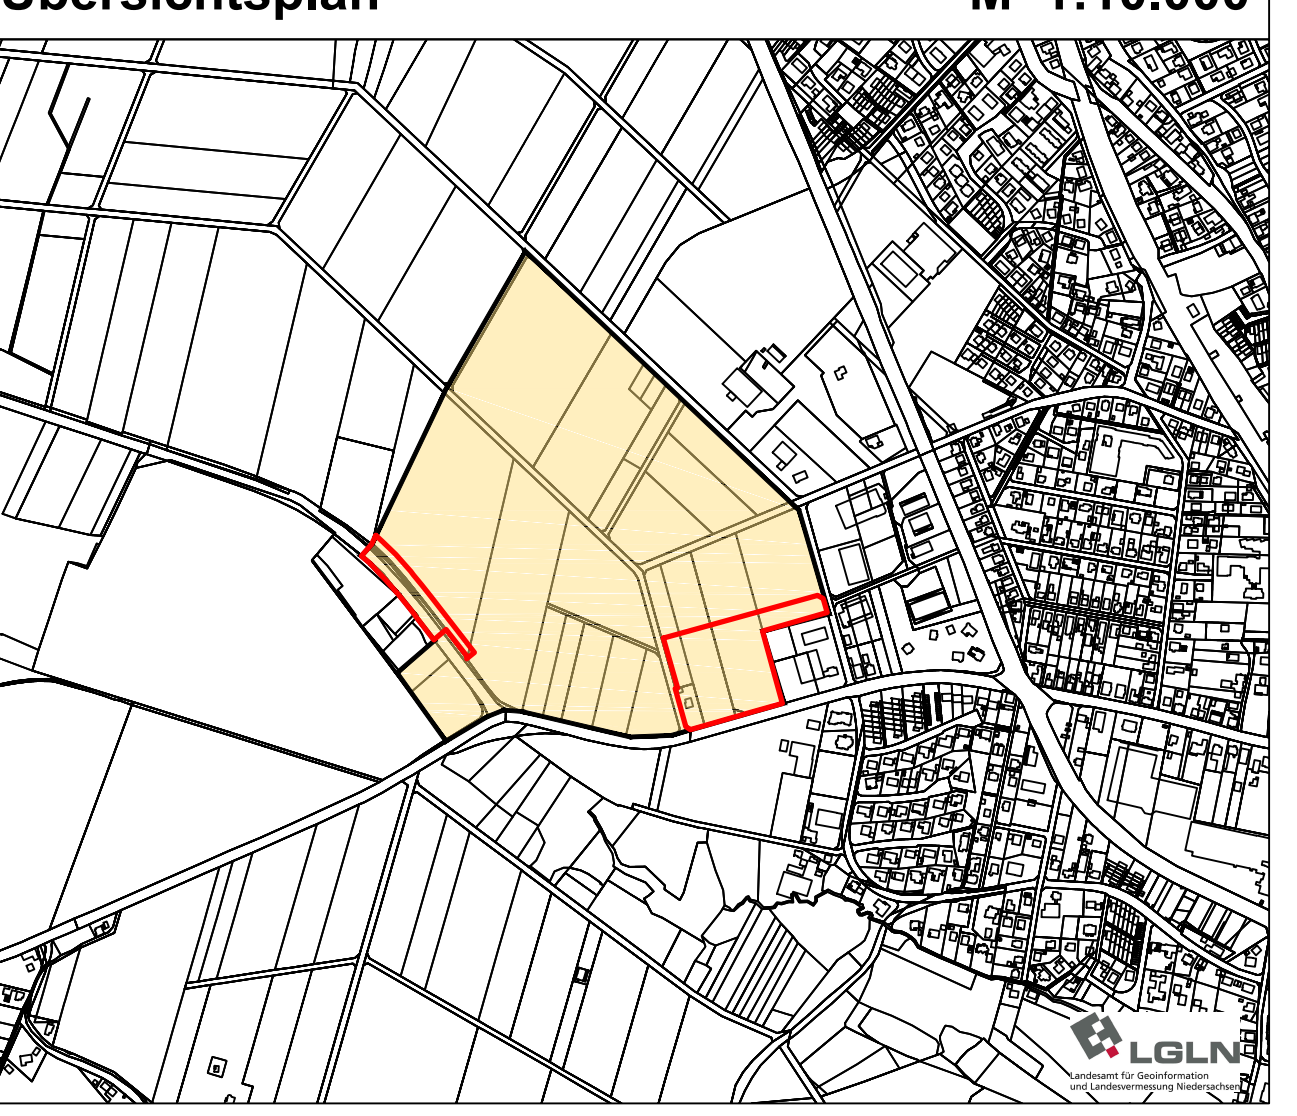 Übersichtsplan M 1:10.000
LGLN
Landesamt für Geoinformation
und Landesvermessung Niedersachsen